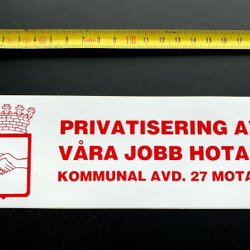 PRIVATISERING AV
VÅRA JOBB HOTA
KOMMUNAL AVD. 27 MOTA